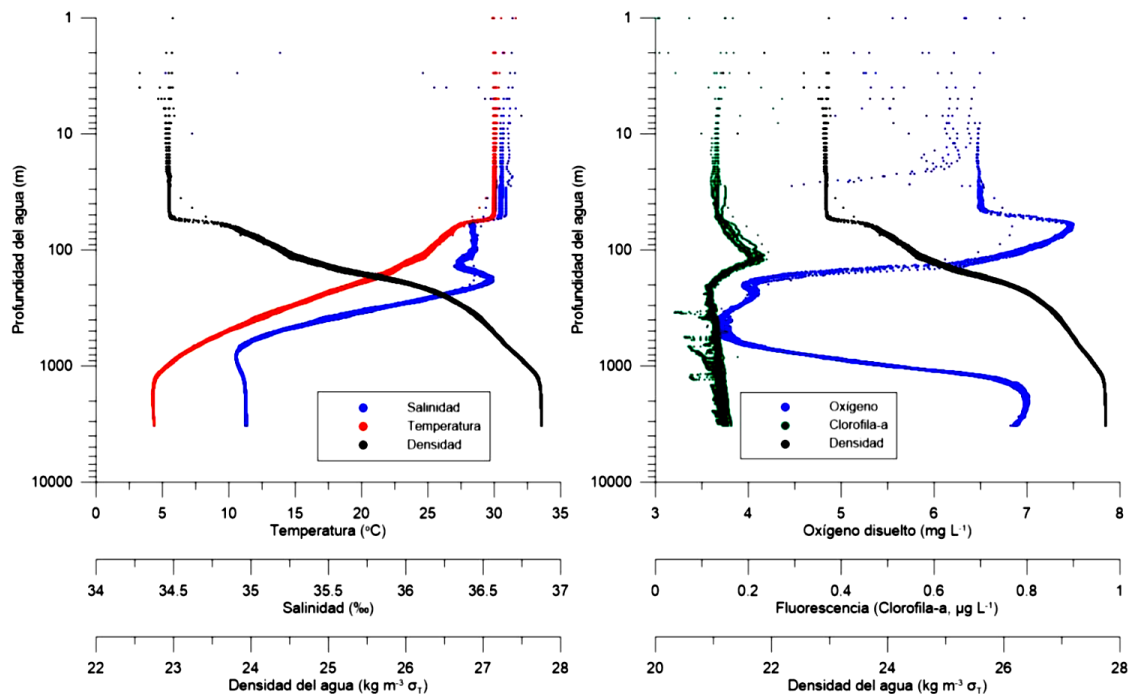 1
10
100
1000
10000
Profundidad del agua (m)
Salinidad
Temperatura
Densidad
0 5 10 15 20 25 30 35
Temperatura (°C)
34 34.5 35 35.5 36 36.5 37
Salinidad (‰)
22 23 24 25 26 27 28
Densidad del agua (kg m⁻³ σT)
1
10
100
1000
10000
Profundidad del agua (m)
Oxígeno
Clorofila-a
Densidad
3 4 5 6 7 8
Oxígeno disuelto (mg L⁻¹)
0 0.2 0.4 0.6 0.8 1
Fluorescencia (Clorofila-a, µg L⁻¹)
20 22 24 26 28
Densidad del agua (kg m⁻³ σT)